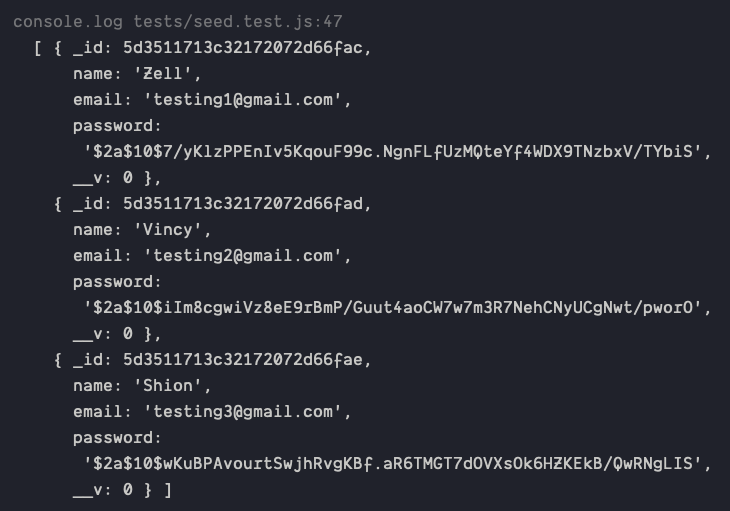 console.log tests/seed.test.js:47
[ { _id: 5d3511713c32172072d66fac,
name: 'Zell',
email: 'testing1@gmail.com',
password:
'$2a$10$7/yKlzPPEnIv5KqouF99c.NgnFLfUzMQteYf4WDX9TNzbxV/TYbiS',
__v: 0 },
{ _id: 5d3511713c32172072d66fad,
name: 'Vincy',
email: 'testing2@gmail.com',
password:
'$2a$10$iIm8cgwiVz8eE9rBmP/Guut4aoCW7w7m3R7NehCNyUCgNwt/pworO',
__v: 0 },
{ _id: 5d3511713c32172072d66fae,
name: 'Shion',
email: 'testing3@gmail.com',
password:
'$2a$10$wKuBPAvourtSwjhRvgKBf.aR6TMGT7dOVXsOk6HZKEkB/QwRNgLIS',
__v: 0 } ]